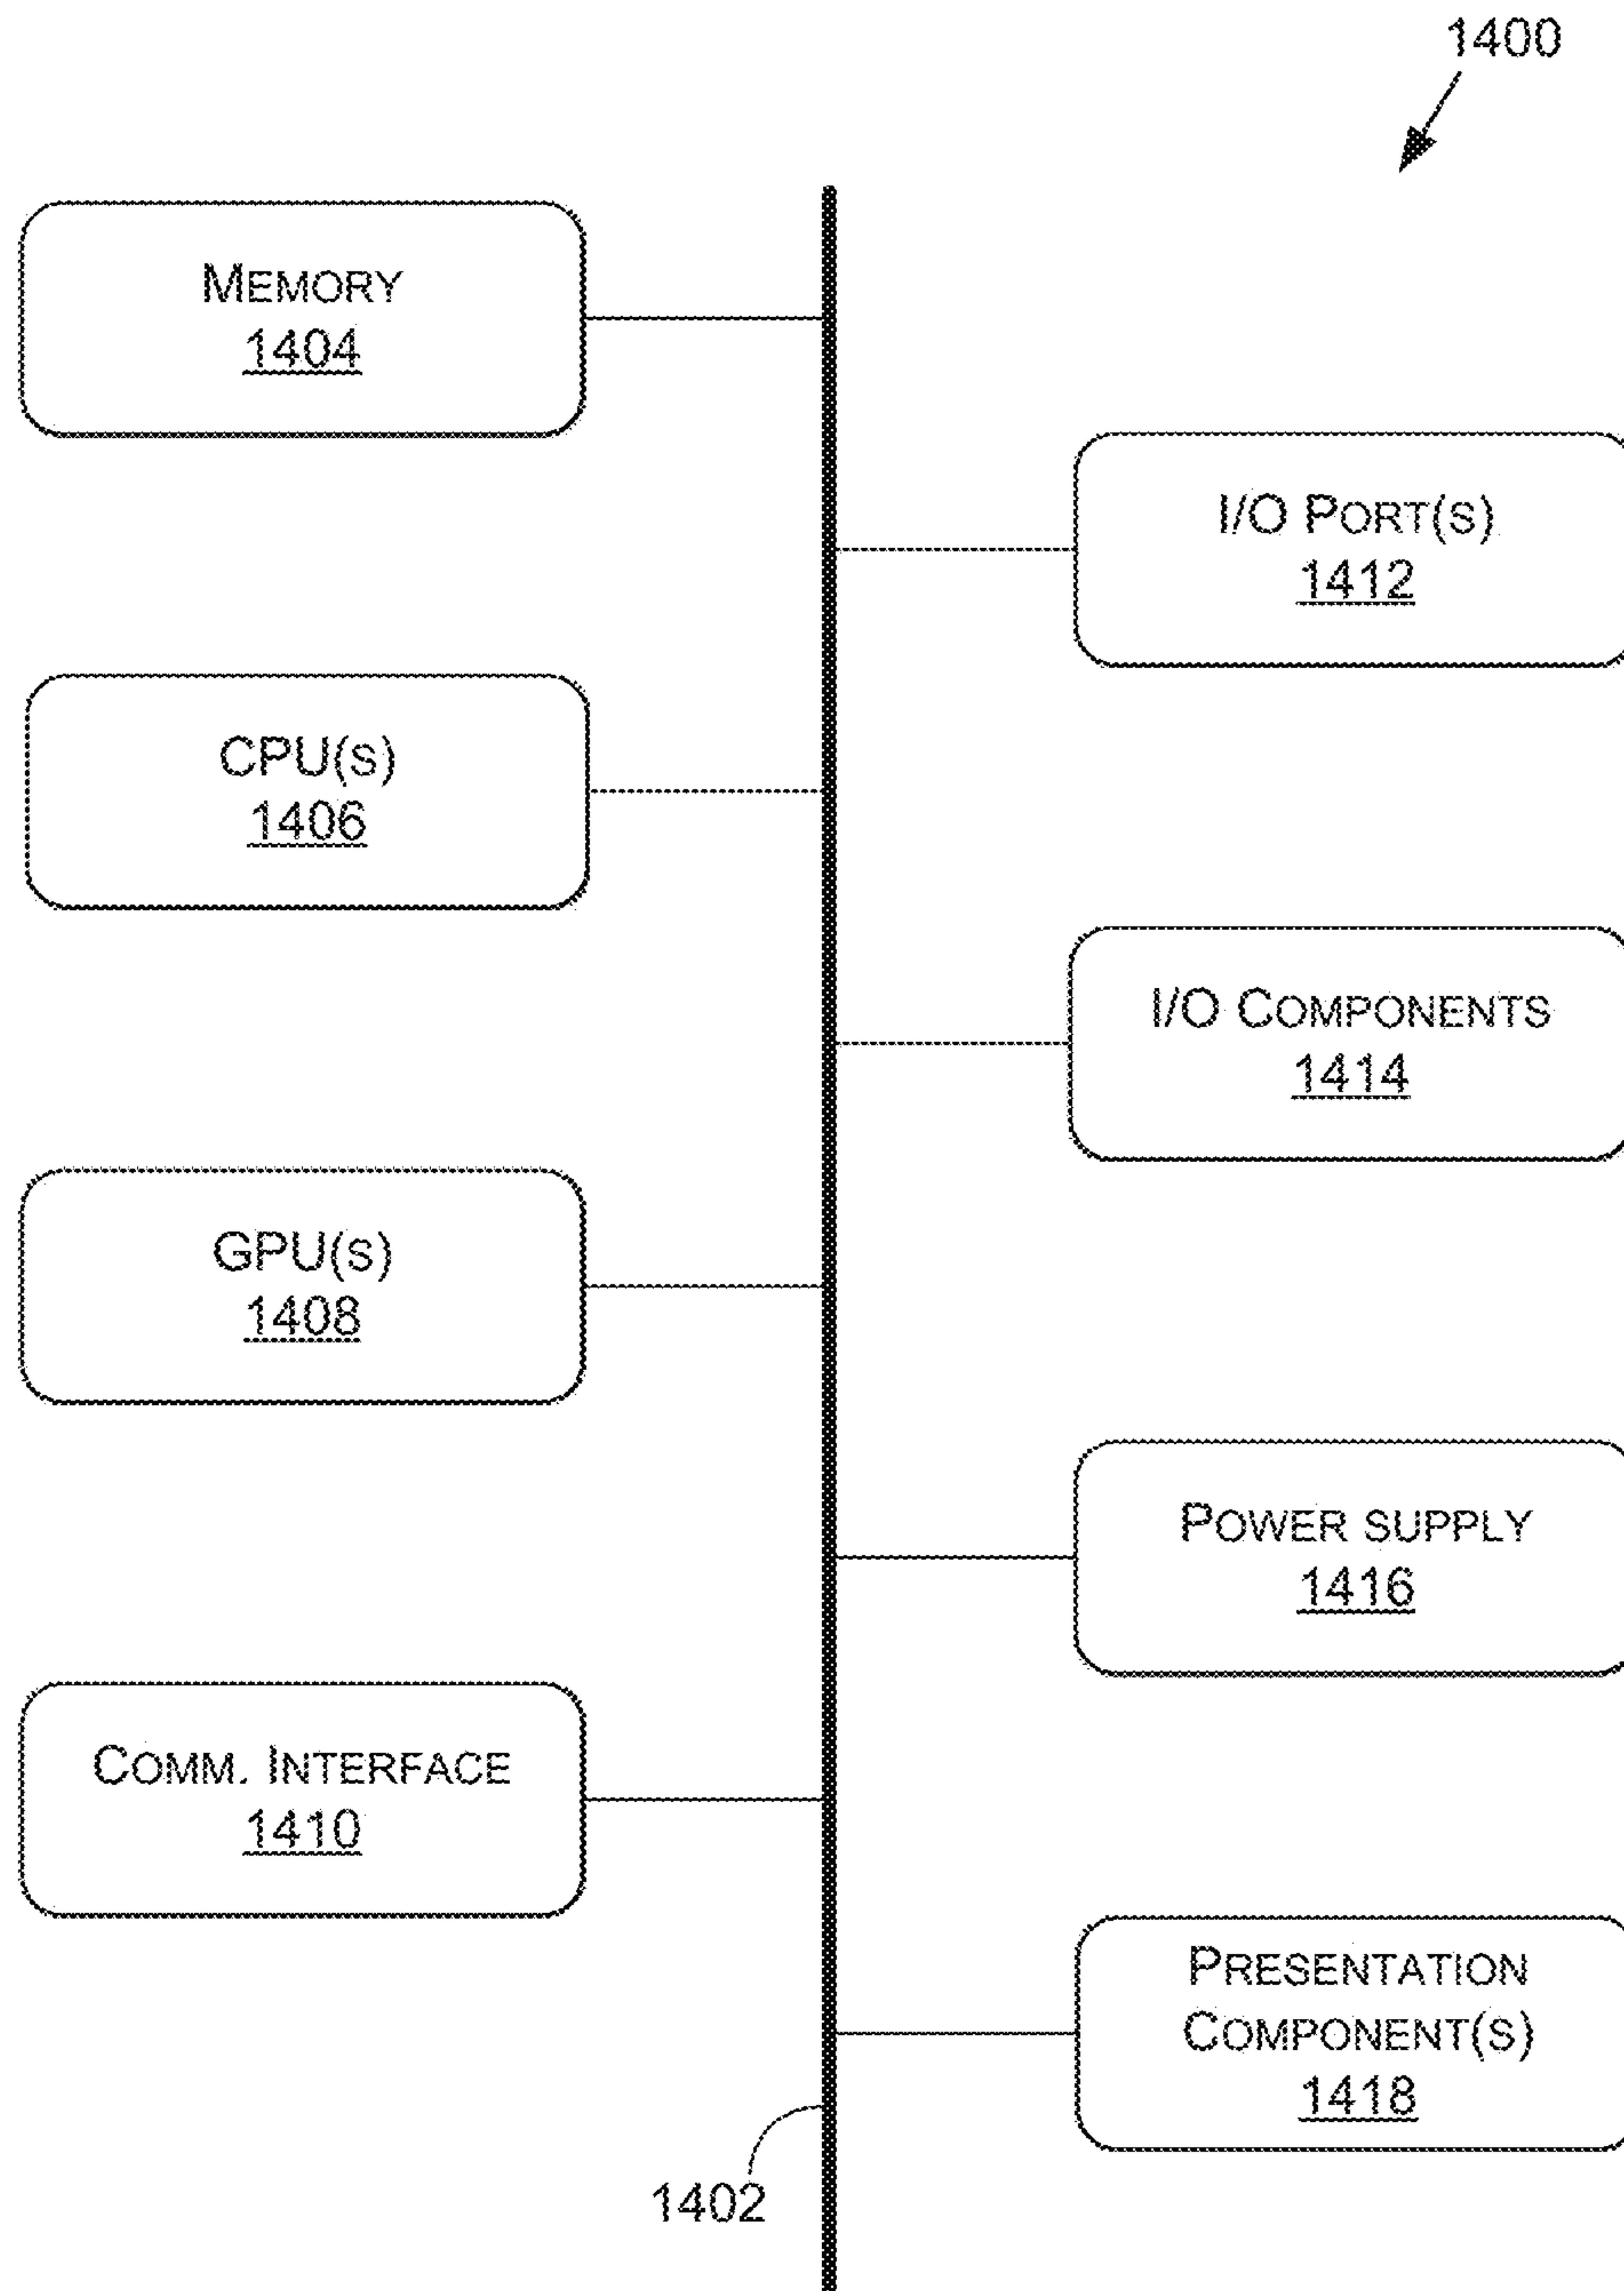 1400
MEMORY
1404
I/O PORT(S)
1412
CPU(S)
1406
I/O COMPONENTS
1414
GPU(S)
1408
POWER SUPPLY
1416
COMM. INTERFACE
1410
PRESENTATION
COMPONENT(S)
1418
1402